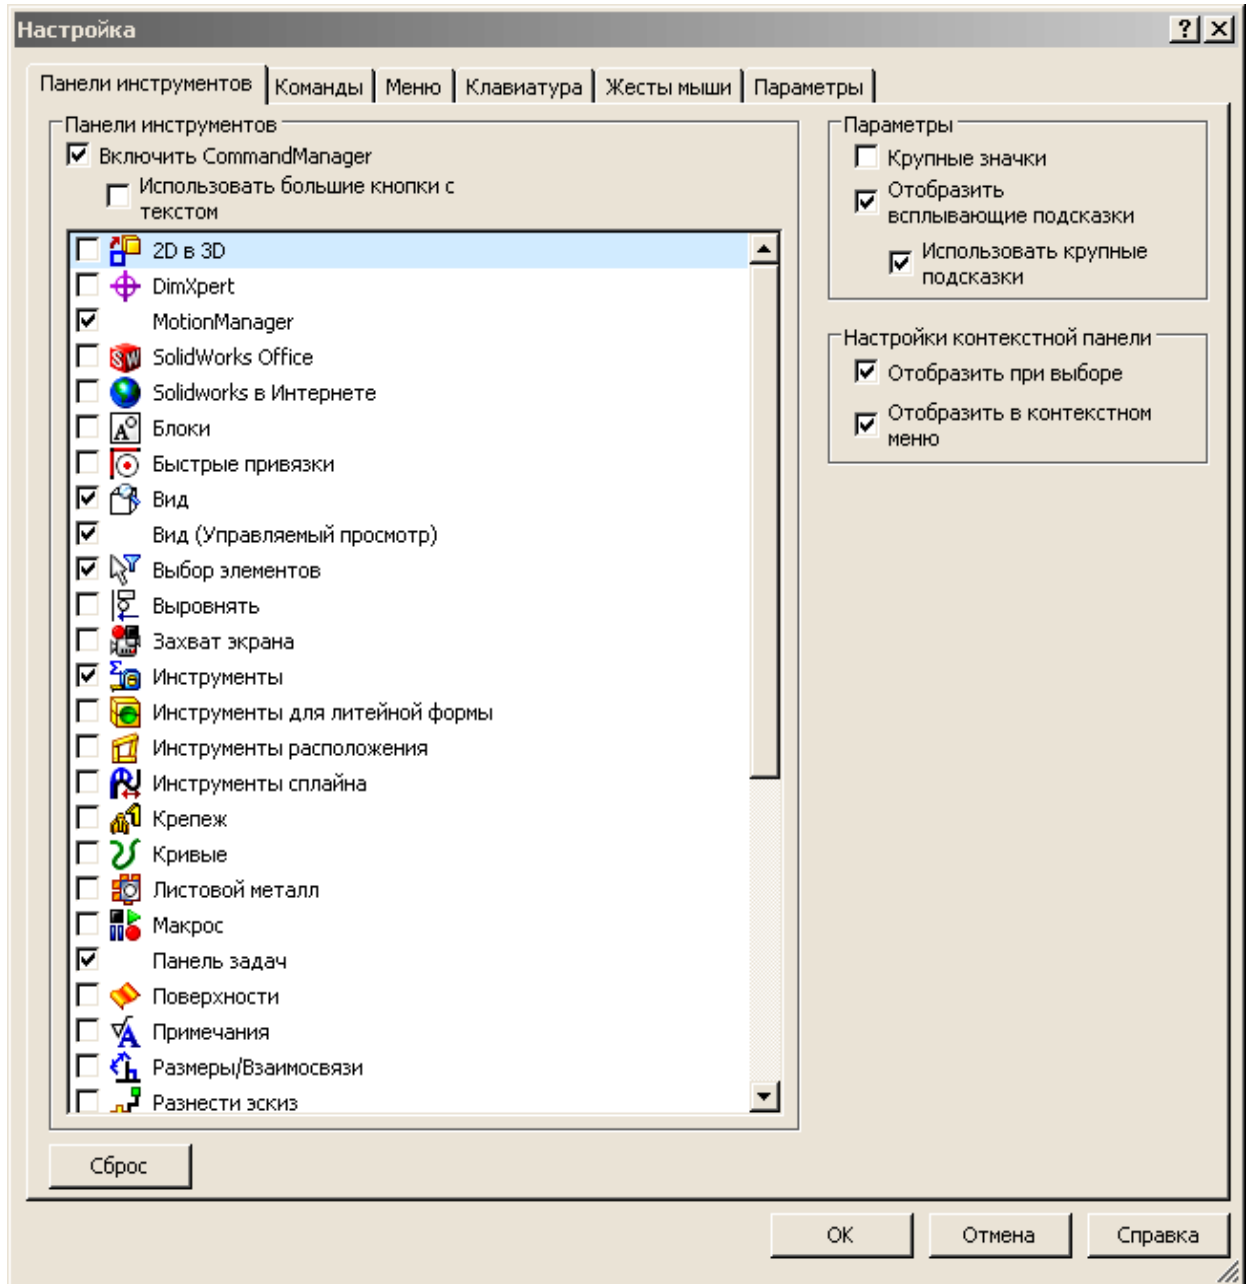 Настройка
Панели инструментов Команды Меню Клавиатура Жесты мыши Параметры
Панели инструментов
Включить CommandManager
Использовать большие кнопки с
текстом
2D в 3D
DimXpert
MotionManager
SolidWorks Office
Solidworks в Интернете
Блоки
Быстрые привязки
Вид
Вид (Управляемый просмотр)
Выбор элементов
Выровнять
Захват экрана
Инструменты
Инструменты для литейной формы
Инструменты расположения
Инструменты сплайна
Крепеж
Кривые
Листовой металл
Макрос
Панель задач
Поверхности
Примечания
Размеры/Взаимосвязи
Разнести эскиз
Параметры
Крупные значки
Отобразить
всплывающие подсказки
Использовать крупные
подсказки
Настройки контекстной панели
Отобразить при выборе
Отобразить в контекстном
меню
Сброс
OK Отмена Справка